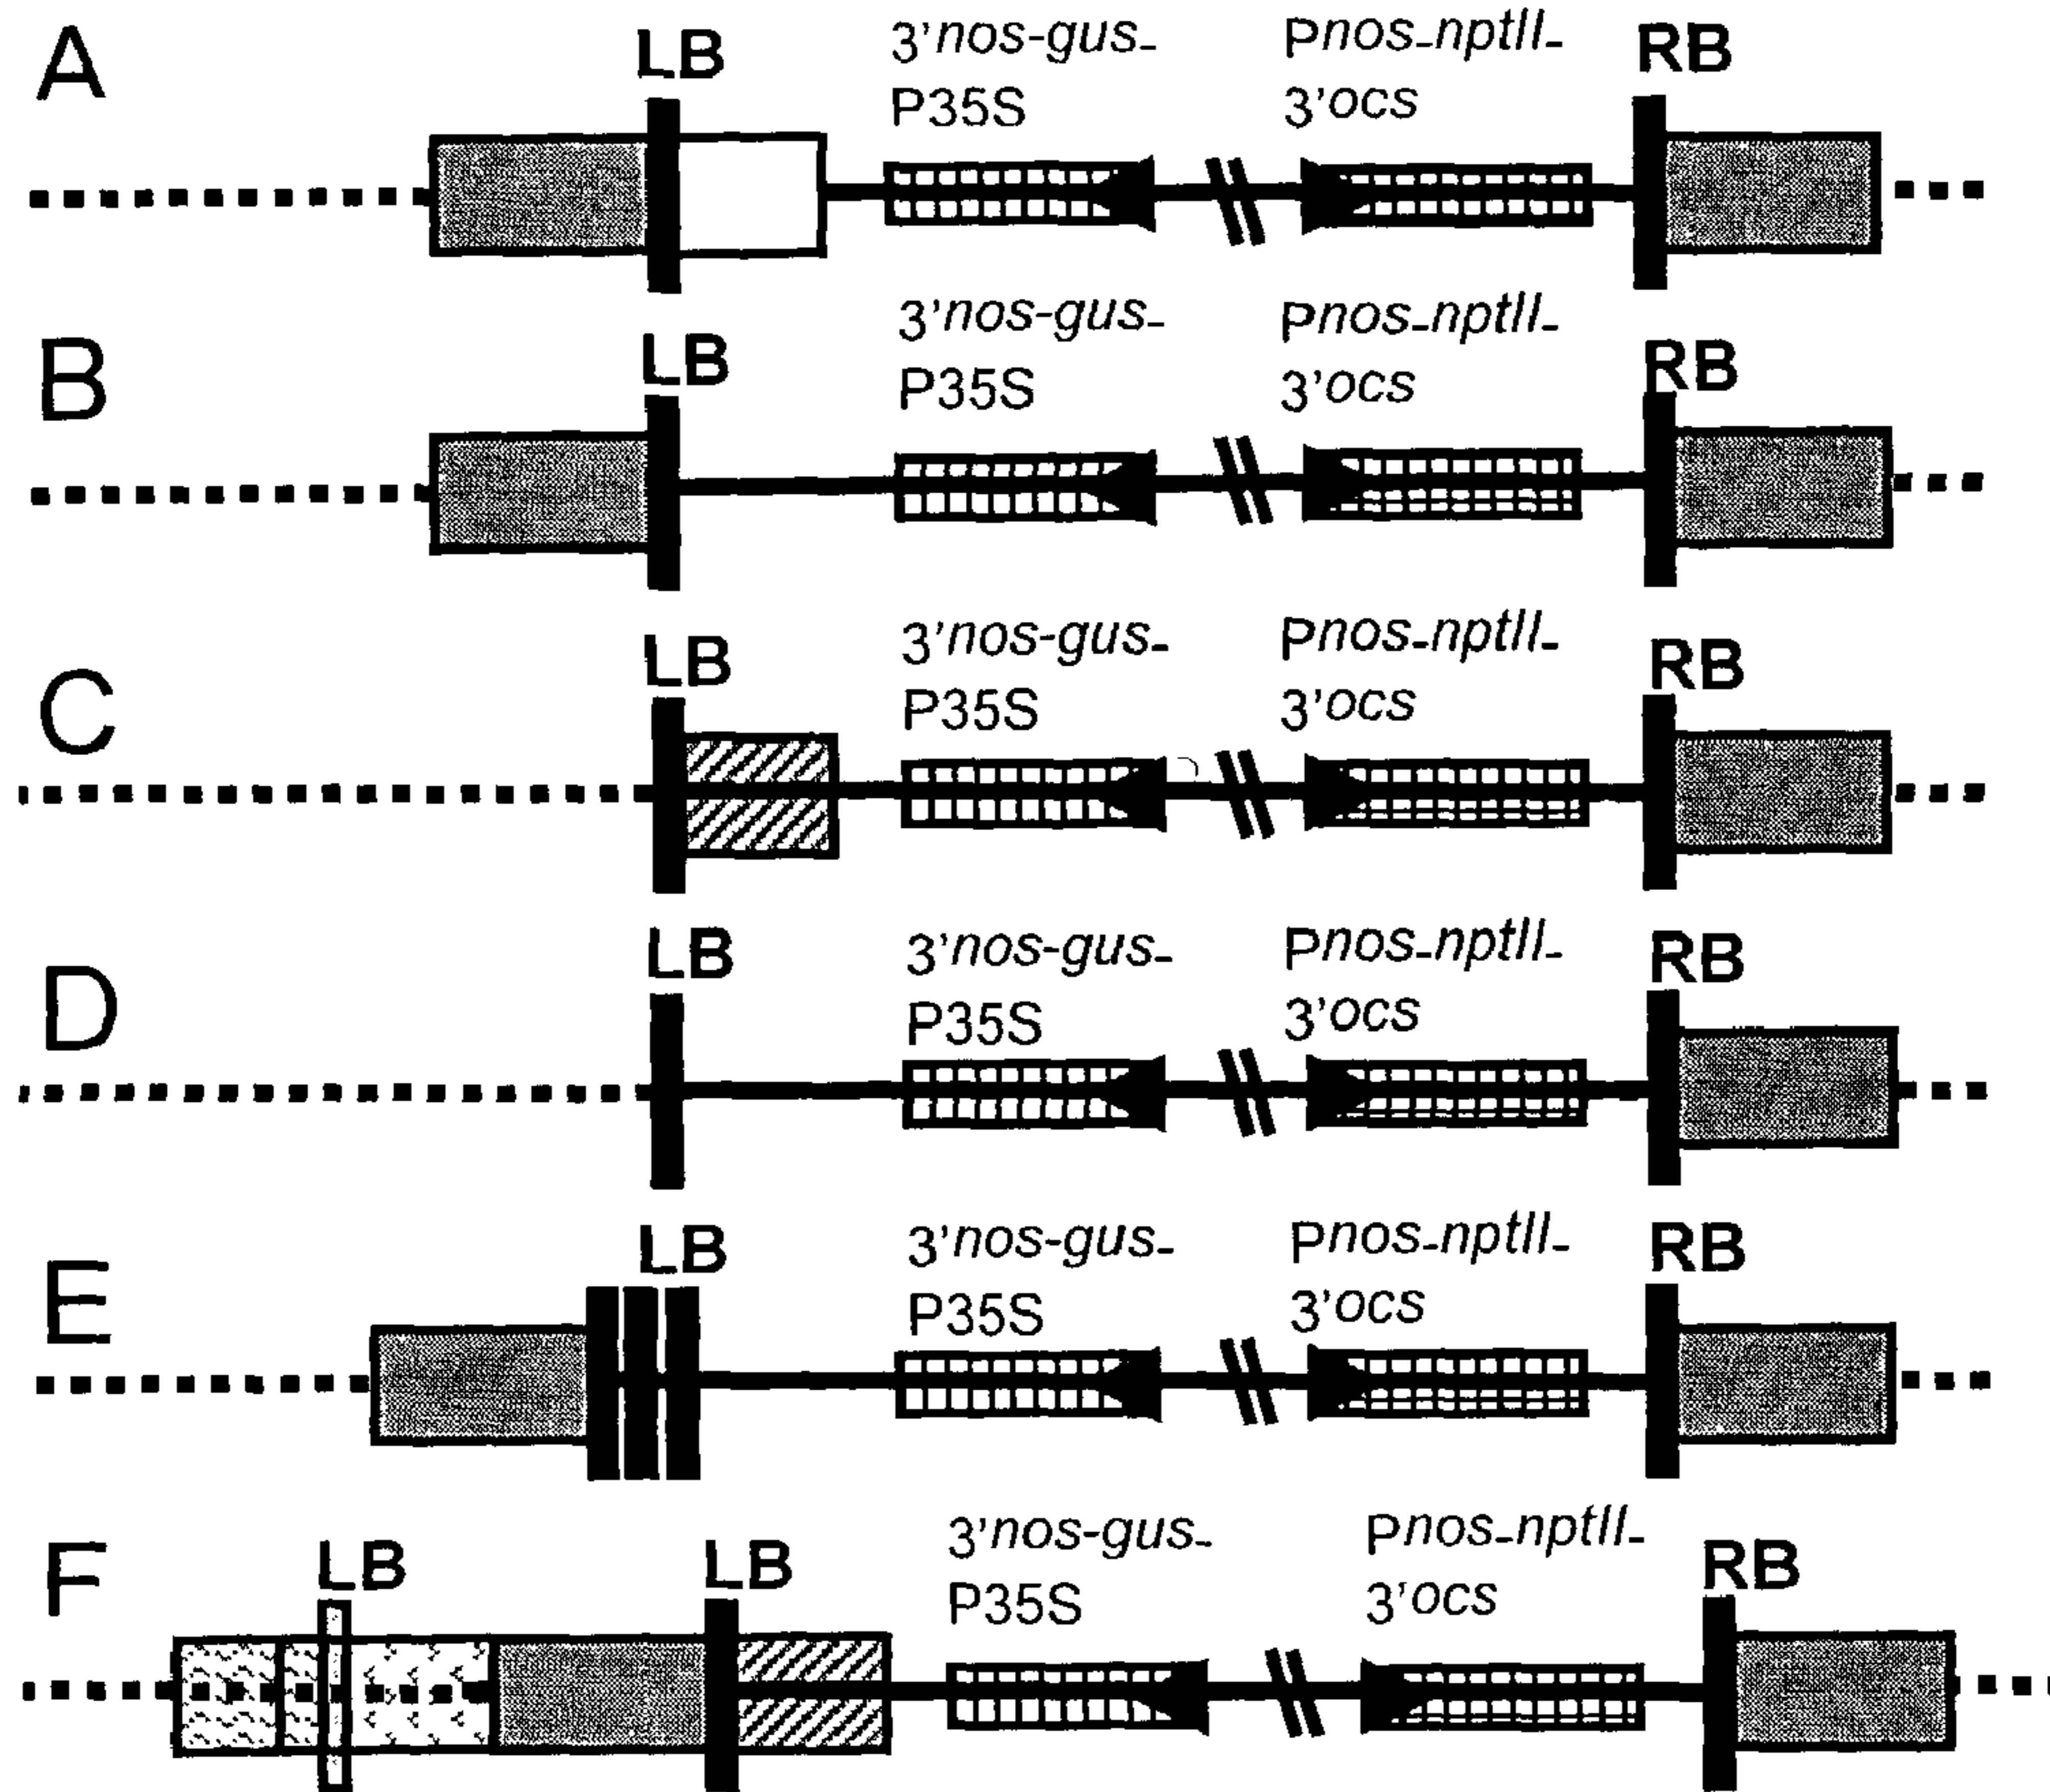 A
LB
3'nos-gus-
P35S
Pnos-nptII-
3'ocs
RB
B
LB
3'nos-gus-
P35S
Pnos-nptII-
3'ocs
RB
C
LB
3'nos-gus-
P35S
Pnos-nptII-
3'ocs
RB
D
LB
3'nos-gus-
P35S
Pnos-nptII-
3'ocs
RB
E
LB
3'nos-gus-
P35S
Pnos-nptII-
3'ocs
RB
F
LB
LB
3'nos-gus-
P35S
Pnos-nptII-
3'ocs
RB